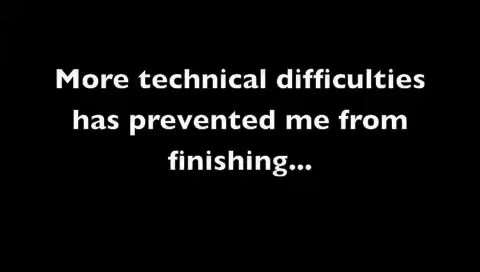 More technical difficulties
has prevented me from
finishing...